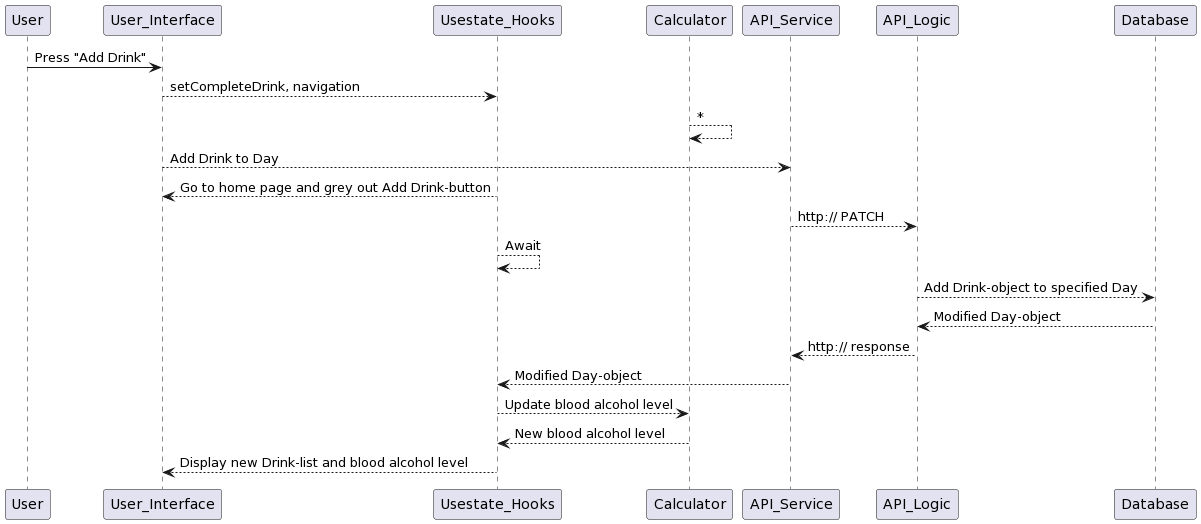 User User_Interface Usestate_Hooks Calculator API_Service API_Logic Database
Press "Add Drink"
setCompleteDrink, navigation
*
Add Drink to Day
Go to home page and grey out Add Drink-button
http:// PATCH
Await
Add Drink-object to specified Day
Modified Day-object
http:// response
Modified Day-object
Update blood alcohol level
New blood alcohol level
Display new Drink-list and blood alcohol level
User User_Interface Usestate_Hooks Calculator API_Service API_Logic Database